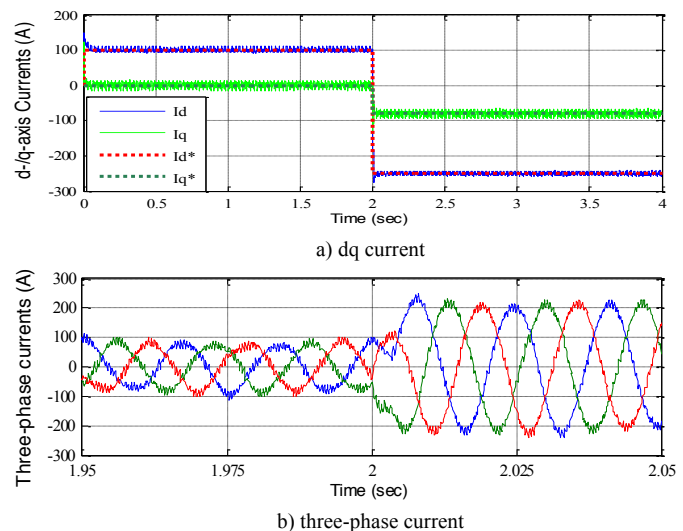 d-/q-axis Currents (A)
200
100
0
-100
-200
-300
Id
Iq
Id*
Iq*
0 0.5 1 1.5 2 2.5 3 3.5 4
Time (sec)
a) dq current
Three-phase currents (A)
300
200
100
0
-100
-200
-300
1.95 1.975 2 2.025 2.05
Time (sec)
b) three-phase current